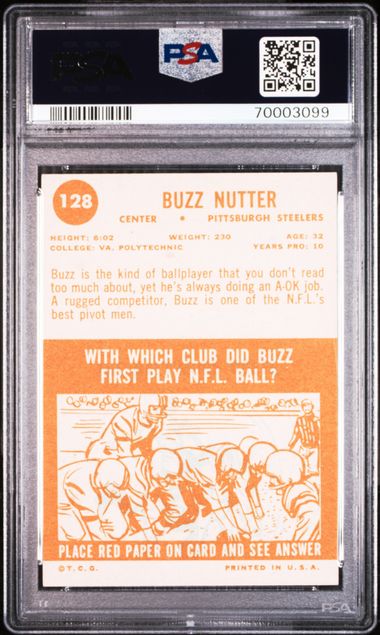 PSA
PSA
70003099
128
BUZZ NUTTER
CENTER • PITTSBURGH STEELERS
HEIGHT: 6:02 WEIGHT: 230 AGE: 32
COLLEGE: VA. POLYTECHNIC YEARS PRO: 10
Buzz is the kind of ballplayer that you don't read
too much about, yet he's always doing an A-OK job.
A rugged competitor, Buzz is one of the N.F.L.'s
best pivot men.
WITH WHICH CLUB DID BUZZ
FIRST PLAY N.F.L. BALL?
PLACE RED PAPER ON CARD AND SEE ANSWER
© T.C.G. PRINTED IN U.S.A.
PSA